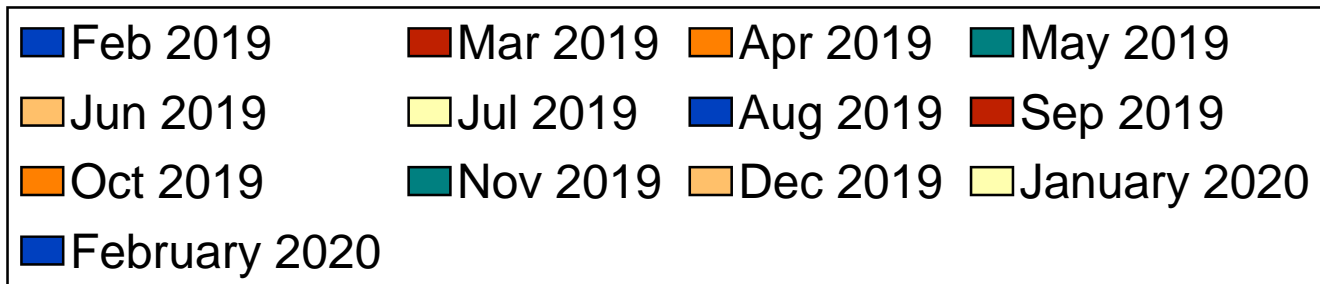 Feb 2019 Mar 2019 Apr 2019 May 2019
Jun 2019 Jul 2019 Aug 2019 Sep 2019
Oct 2019 Nov 2019 Dec 2019 January 2020
February 2020